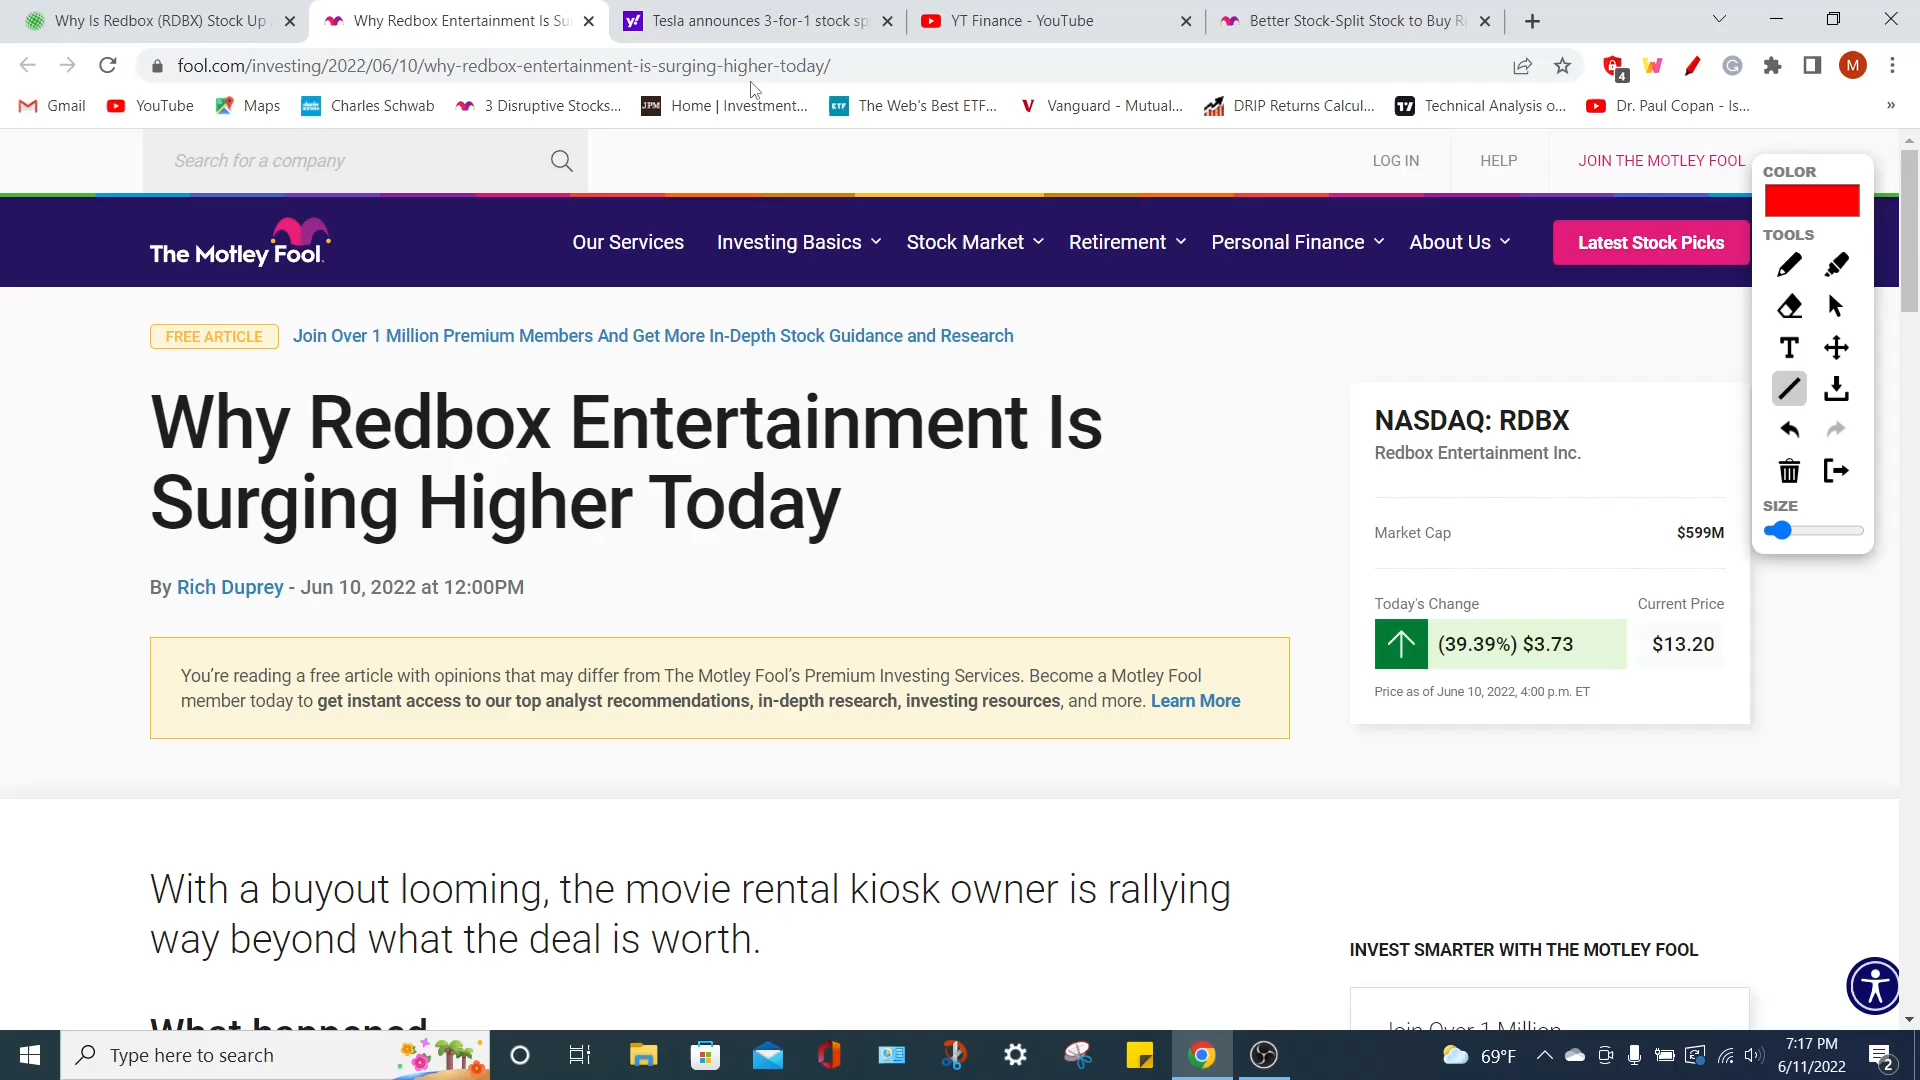 Why Is Redbox (RDBX) Stock Up
Why Redbox Entertainment Is Su
Tesla announces 3-for-1 stock sp
YT Finance - YouTube
Better Stock-Split Stock to Buy Ri
fool.com/investing/2022/06/10/why-redbox-entertainment-is-surging-higher-today/
4
M
Gmail
YouTube
Maps
Charles Schwab
3 Disruptive Stocks...
JPM
Home | Investment...
ETF
The Web's Best ETF...
Vanguard - Mutual...
DRIP Returns Calcul...
Technical Analysis o...
Dr. Paul Copan - Is...
»
Search for a company
LOG IN
HELP
JOIN THE MOTLEY FOOL
The Motley Fool.
Our Services
Investing Basics
Stock Market
Retirement
Personal Finance
About Us
Latest Stock Picks
COLOR
TOOLS
T
SIZE
FREE ARTICLE
Join Over 1 Million Premium Members And Get More In-Depth Stock Guidance and Research
Why Redbox Entertainment Is
Surging Higher Today
By Rich Duprey - Jun 10, 2022 at 12:00PM
You're reading a free article with opinions that may differ from The Motley Fool's Premium Investing Services. Become a Motley Fool
member today to get instant access to our top analyst recommendations, in-depth research, investing resources, and more. Learn More
NASDAQ: RDBX
Redbox Entertainment Inc.
Market Cap
$599M
Today's Change
Current Price
(39.39%) $3.73
$13.20
Price as of June 10, 2022, 4:00 p.m. ET
With a buyout looming, the movie rental kiosk owner is rallying
way beyond what the deal is worth.
What happened
INVEST SMARTER WITH THE MOTLEY FOOL
Join Over 1 Million
Type here to search
69°F
7:17 PM
6/11/2022
2